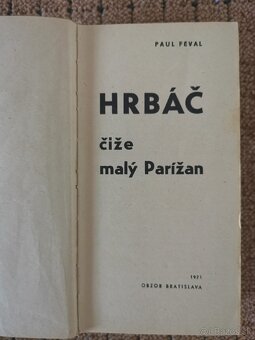 PAUL FÉVAL
HRBÁČ
čiže
malý Parížan
1971
OBZOR BRATISLAVA